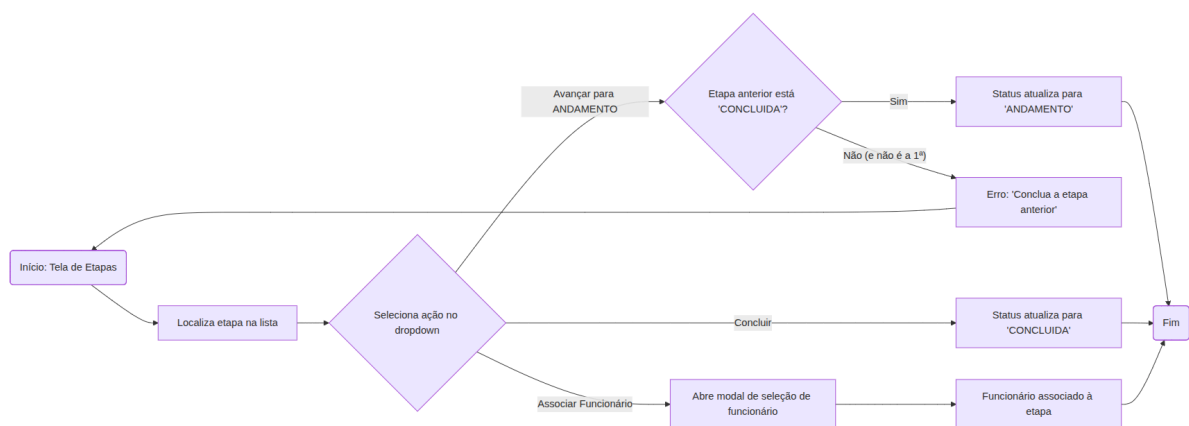 Avançar para
ANDAMENTO
Etapa anterior está
'CONCLUIDA'?
Sim
Status atualiza para
'ANDAMENTO'
Não (e não é a 1ª)
Erro: 'Conclua a etapa
anterior'
Início: Tela de Etapas
Localiza etapa na lista
Seleciona ação no
dropdown
Concluir
Status atualiza para
'CONCLUIDA'
Fim
Associar Funcionário
Abre modal de seleção de
funcionário
Funcionário associado à
etapa